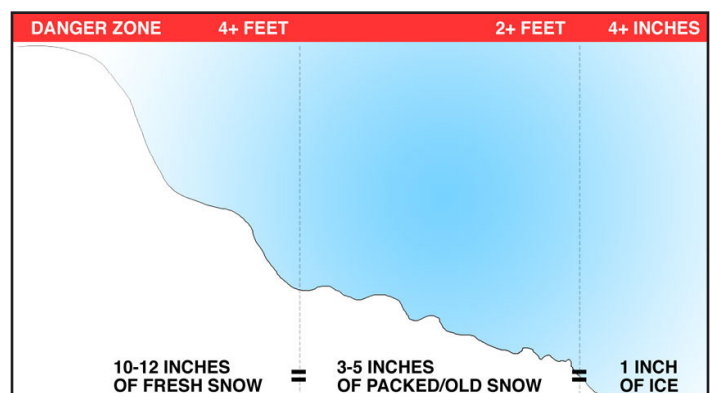 DANGER ZONE 4+ FEET 2+ FEET 4+ INCHES
10-12 INCHES
OF FRESH SNOW
=
3-5 INCHES
OF PACKED/OLD SNOW
=
1 INCH
OF ICE